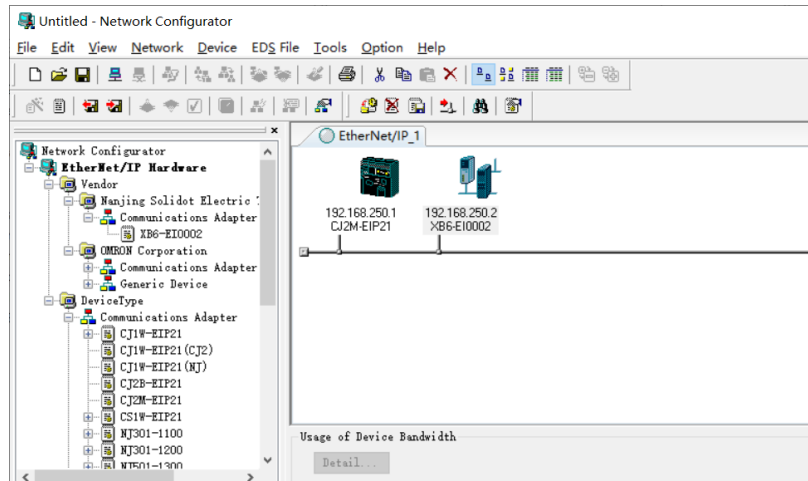 Untitled - Network Configurator
File Edit View Network Device EDS File Tools Option Help
EtherNet/IP_1
Network Configurator
EtherNet/IP Hardware
Vendor
Nanjing Solidot Electric
Communications Adapter
XB6-EI0002
OMRON Corporation
Communications Adapter
Generic Device
DeviceType
Communications Adapter
CJ1W-EIP21
CJ1W-EIP21(CJ2)
CJ1W-EIP21(NJ)
CJ2B-EIP21
CJ2M-EIP21
CS1W-EIP21
NJ301-1100
NJ301-1200
NJ501-1300
192.168.250.1
CJ2M-EIP21
192.168.250.2
XB6-EI0002
Usage of Device Bandwidth
Detail...